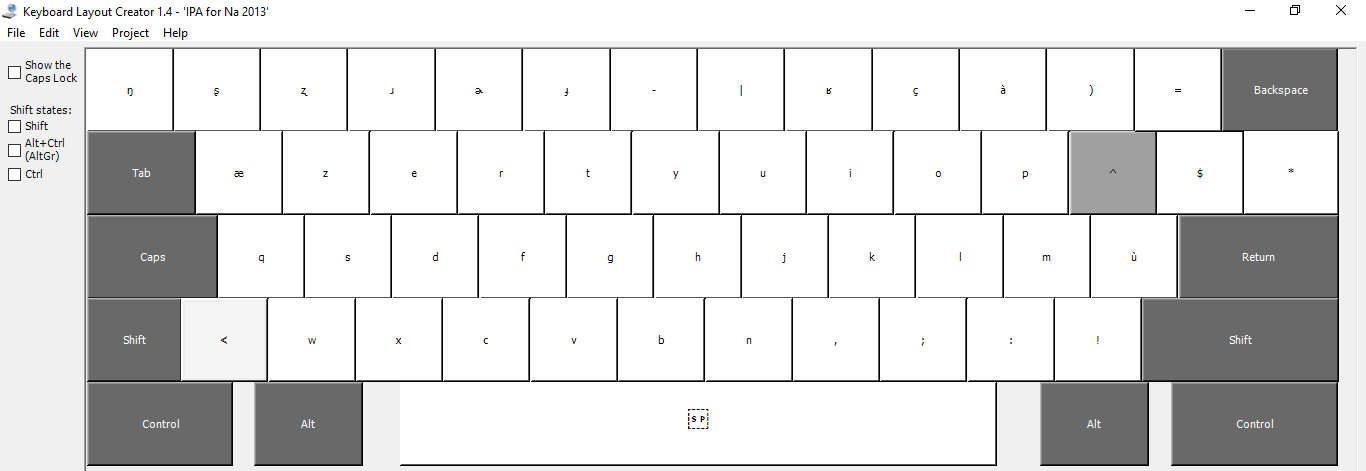 Keyboard Layout Creator 1.4 - 'IPA for Na 2013'
File Edit View Project Help
Show the
Caps Lock
Shift states:
Shift
Alt+Ctrl
(AltGr)
Ctrl
ŋ ʂ ʐ ɹ ɚ ɟ - | ʁ ç à ) = Backspace
Tab æ z e r t y u i o p ^ $ *
Caps q s d f g h j k l m ù Return
Shift < w x c v b n , ; : ! Shift
Control Alt SP Alt Control